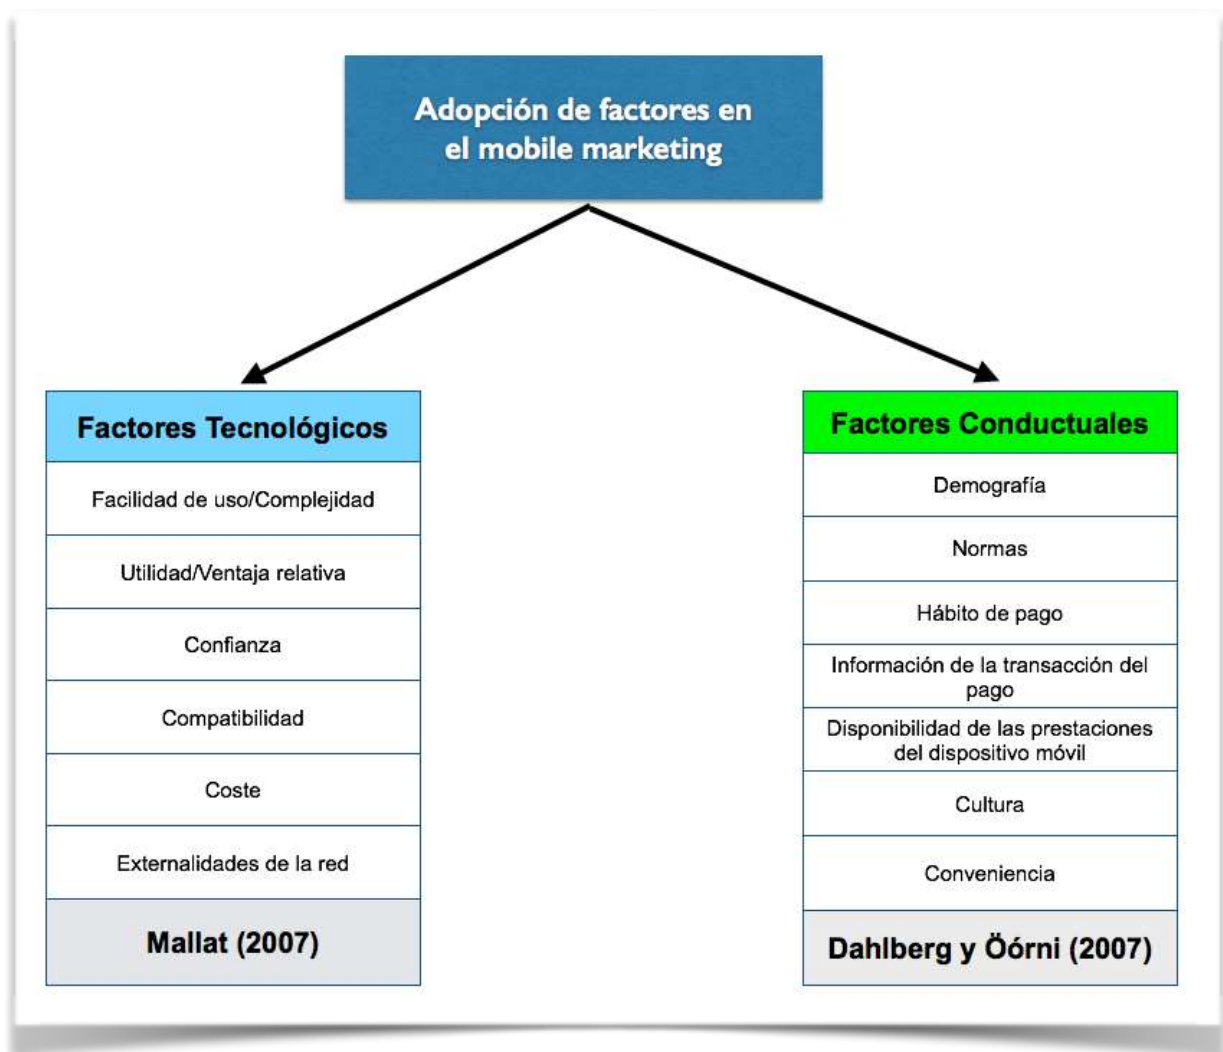 Adopción de factores en
el mobile marketing
Factores Tecnológicos
Facilidad de uso/Complejidad
Utilidad/Ventaja relativa
Confianza
Compatibilidad
Coste
Externalidades de la red
Mallat (2007)
Factores Conductuales
Demografía
Normas
Hábito de pago
Información de la transacción del
pago
Disponibilidad de las prestaciones
del dispositivo móvil
Cultura
Conveniencia
Dahlberg y Öórni (2007)